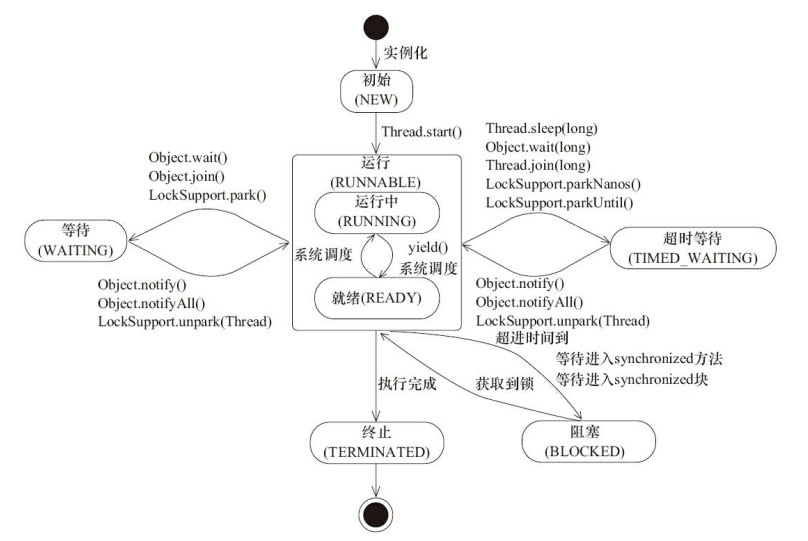 实例化
初始
(NEW)
Thread.start()
Object.wait()
Object.join()
LockSupport.park()
运行
(RUNNABLE)
运行中
(RUNNING)
系统调度
yield()
系统调度
就绪(READY)
Thread.sleep(long)
Object.wait(long)
Thread.join(long)
LockSupport.parkNanos()
LockSupport.parkUntil()
等待
(WAITING)
超时等待
(TIMED_WAITING)
Object.notify()
Object.notifyAll()
LockSupport.unpark(Thread)
Object.notify()
Object.notifyAll()
LockSupport.unpark(Thread)
超进时间到
等待进入synchronized方法
等待进入synchronized块
执行完成
获取到锁
终止
(TERMINATED)
阻塞
(BLOCKED)